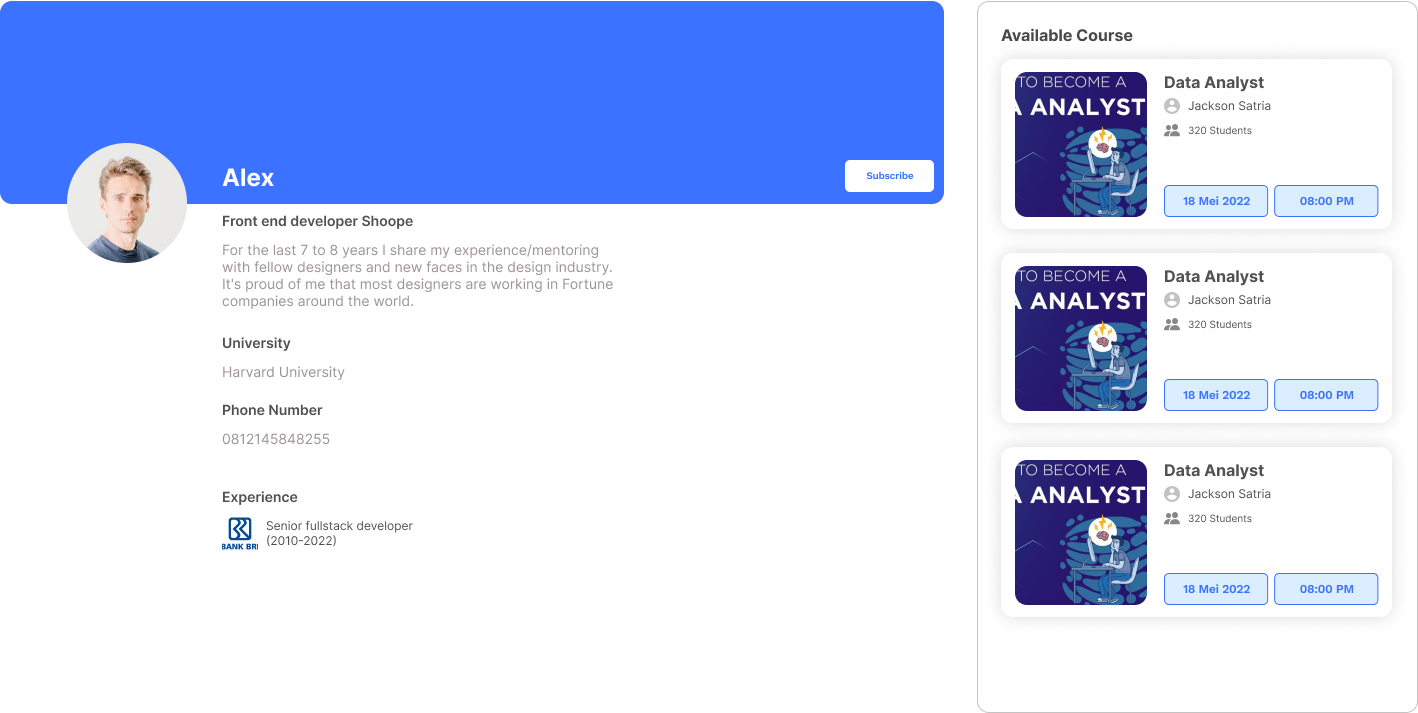 Alex
Subscribe
Front end developer Shoope
For the last 7 to 8 years I share my experience/mentoring
with fellow designers and new faces in the design industry.
It's proud of me that most designers are working in Fortune
companies around the world.
University
Harvard University
Phone Number
0812145848255
Experience
BANK BRI
Senior fullstack developer
(2010-2022)
Available Course
TO BECOME A
A ANALYST
Data Analyst
Jackson Satria
320 Students
18 Mei 2022
08:00 PM
TO BECOME A
A ANALYST
Data Analyst
Jackson Satria
320 Students
18 Mei 2022
08:00 PM
TO BECOME A
A ANALYST
Data Analyst
Jackson Satria
320 Students
18 Mei 2022
08:00 PM